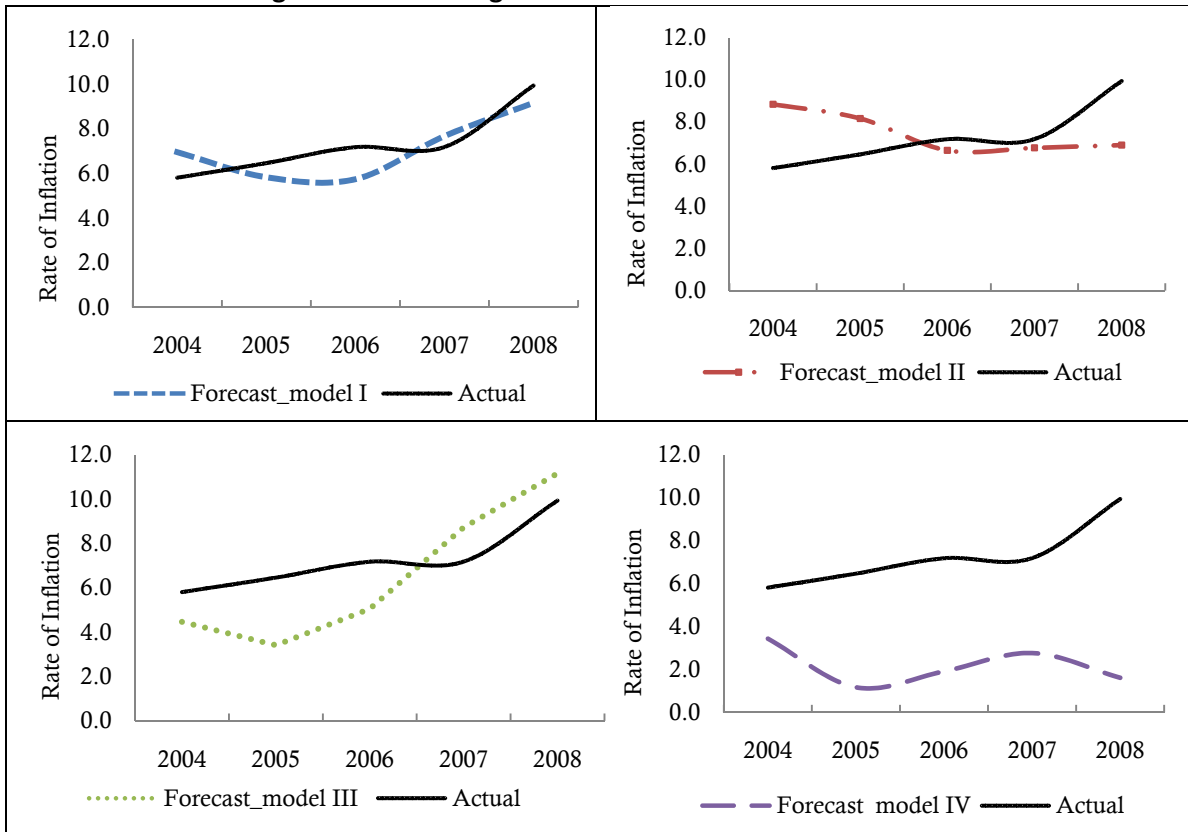 12.0
10.0
8.0
6.0
4.0
2.0
0.0
Rate of Inflation
2004 2005 2006 2007 2008
Forecast_model I Actual
12.0
10.0
8.0
6.0
4.0
2.0
0.0
Rate of Inflation
2004 2005 2006 2007 2008
Forecast_model II Actual
12.0
10.0
8.0
6.0
4.0
2.0
0.0
Rate of Inflation
2004 2005 2006 2007 2008
Forecast_model III Actual
12.0
10.0
8.0
6.0
4.0
2.0
0.0
Rate of Inflation
2004 2005 2006 2007 2008
Forecast model IV Actual